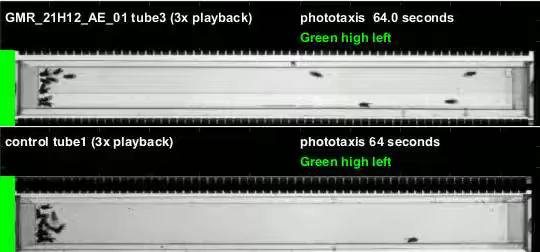 GMR_21H12_AE_01 tube3 (3x playback)
phototaxis 64.0 seconds
Green high left
control tube1 (3x playback)
phototaxis 64 seconds
Green high left